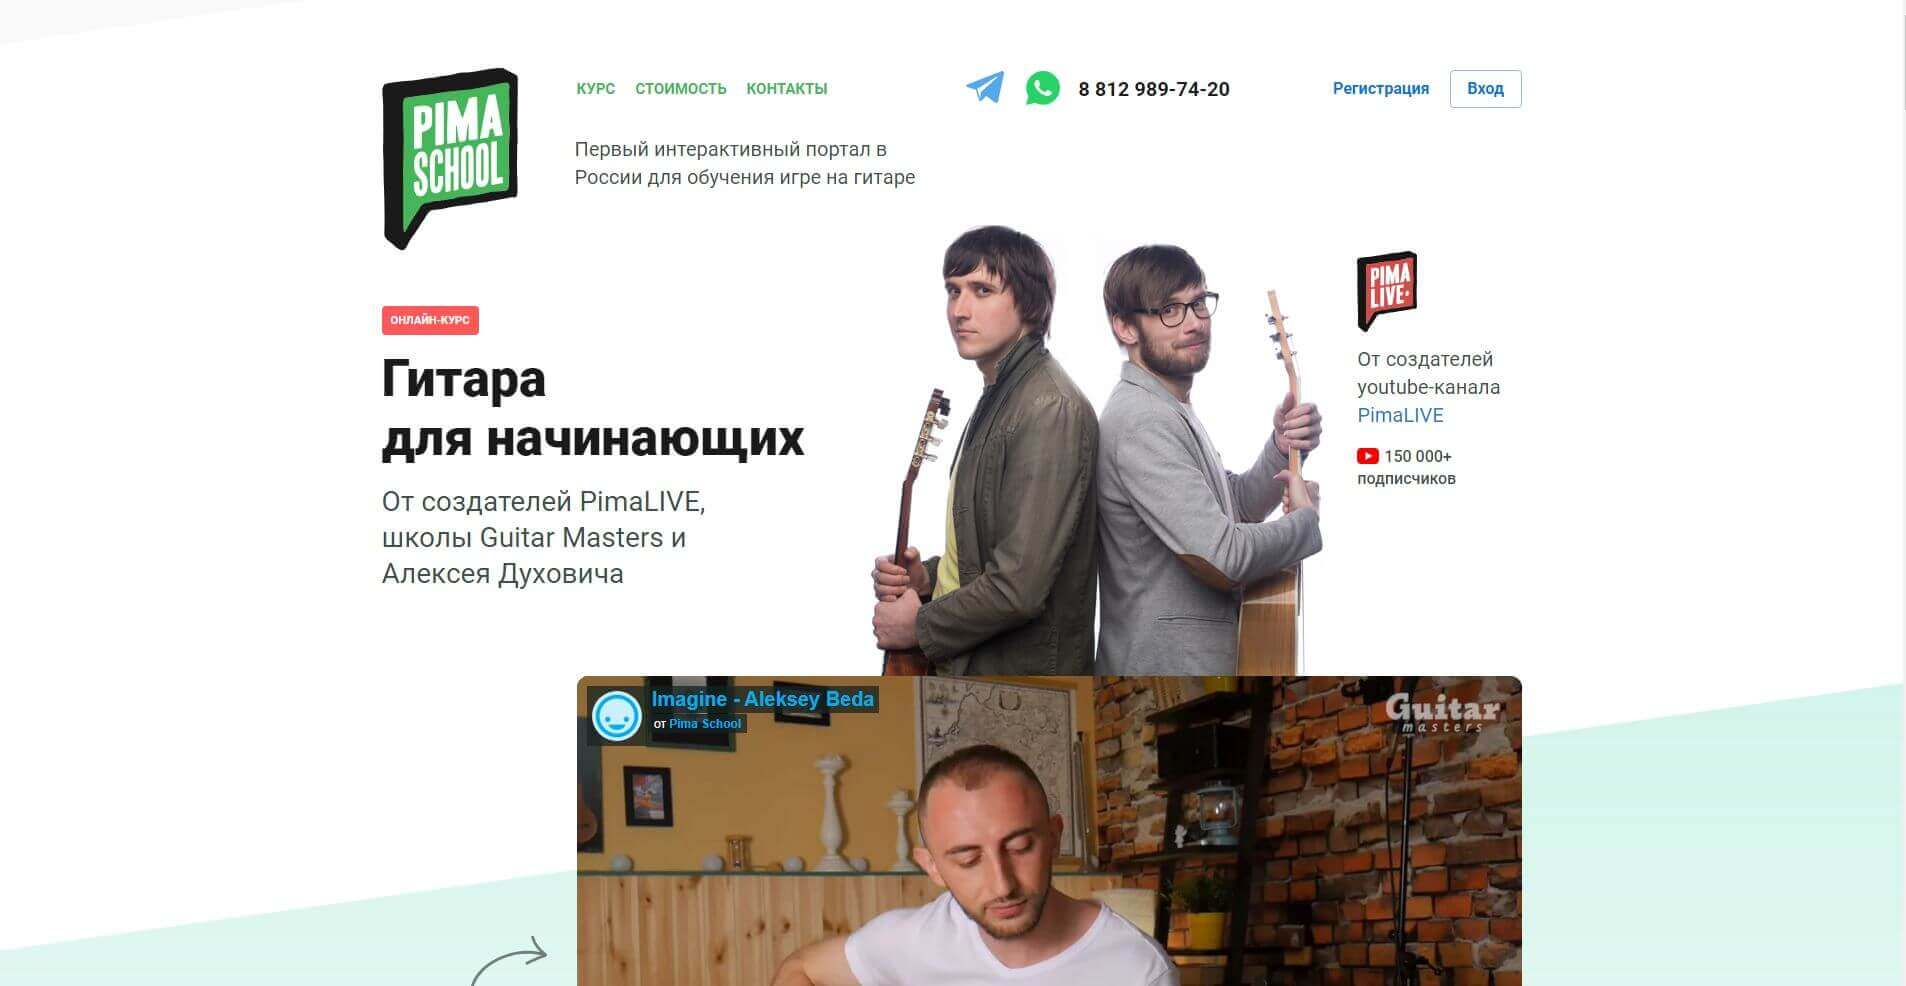 PIMA
SCHOOL
КУРС СТОИМОСТЬ КОНТАКТЫ
8 812 989-74-20
Регистрация
Вход
Первый интерактивный портал в
России для обучения игре на гитаре
ОНЛАЙН-КУРС
Гитара
для начинающих
От создателей PimaLIVE,
школы Guitar Masters и
Алексея Духовича
PIMA
LIVE
От создателей
youtube-канала
PimaLIVE
150 000+
подписчиков
Imagine - Aleksey Beda
от Pima School
Guitar
masters